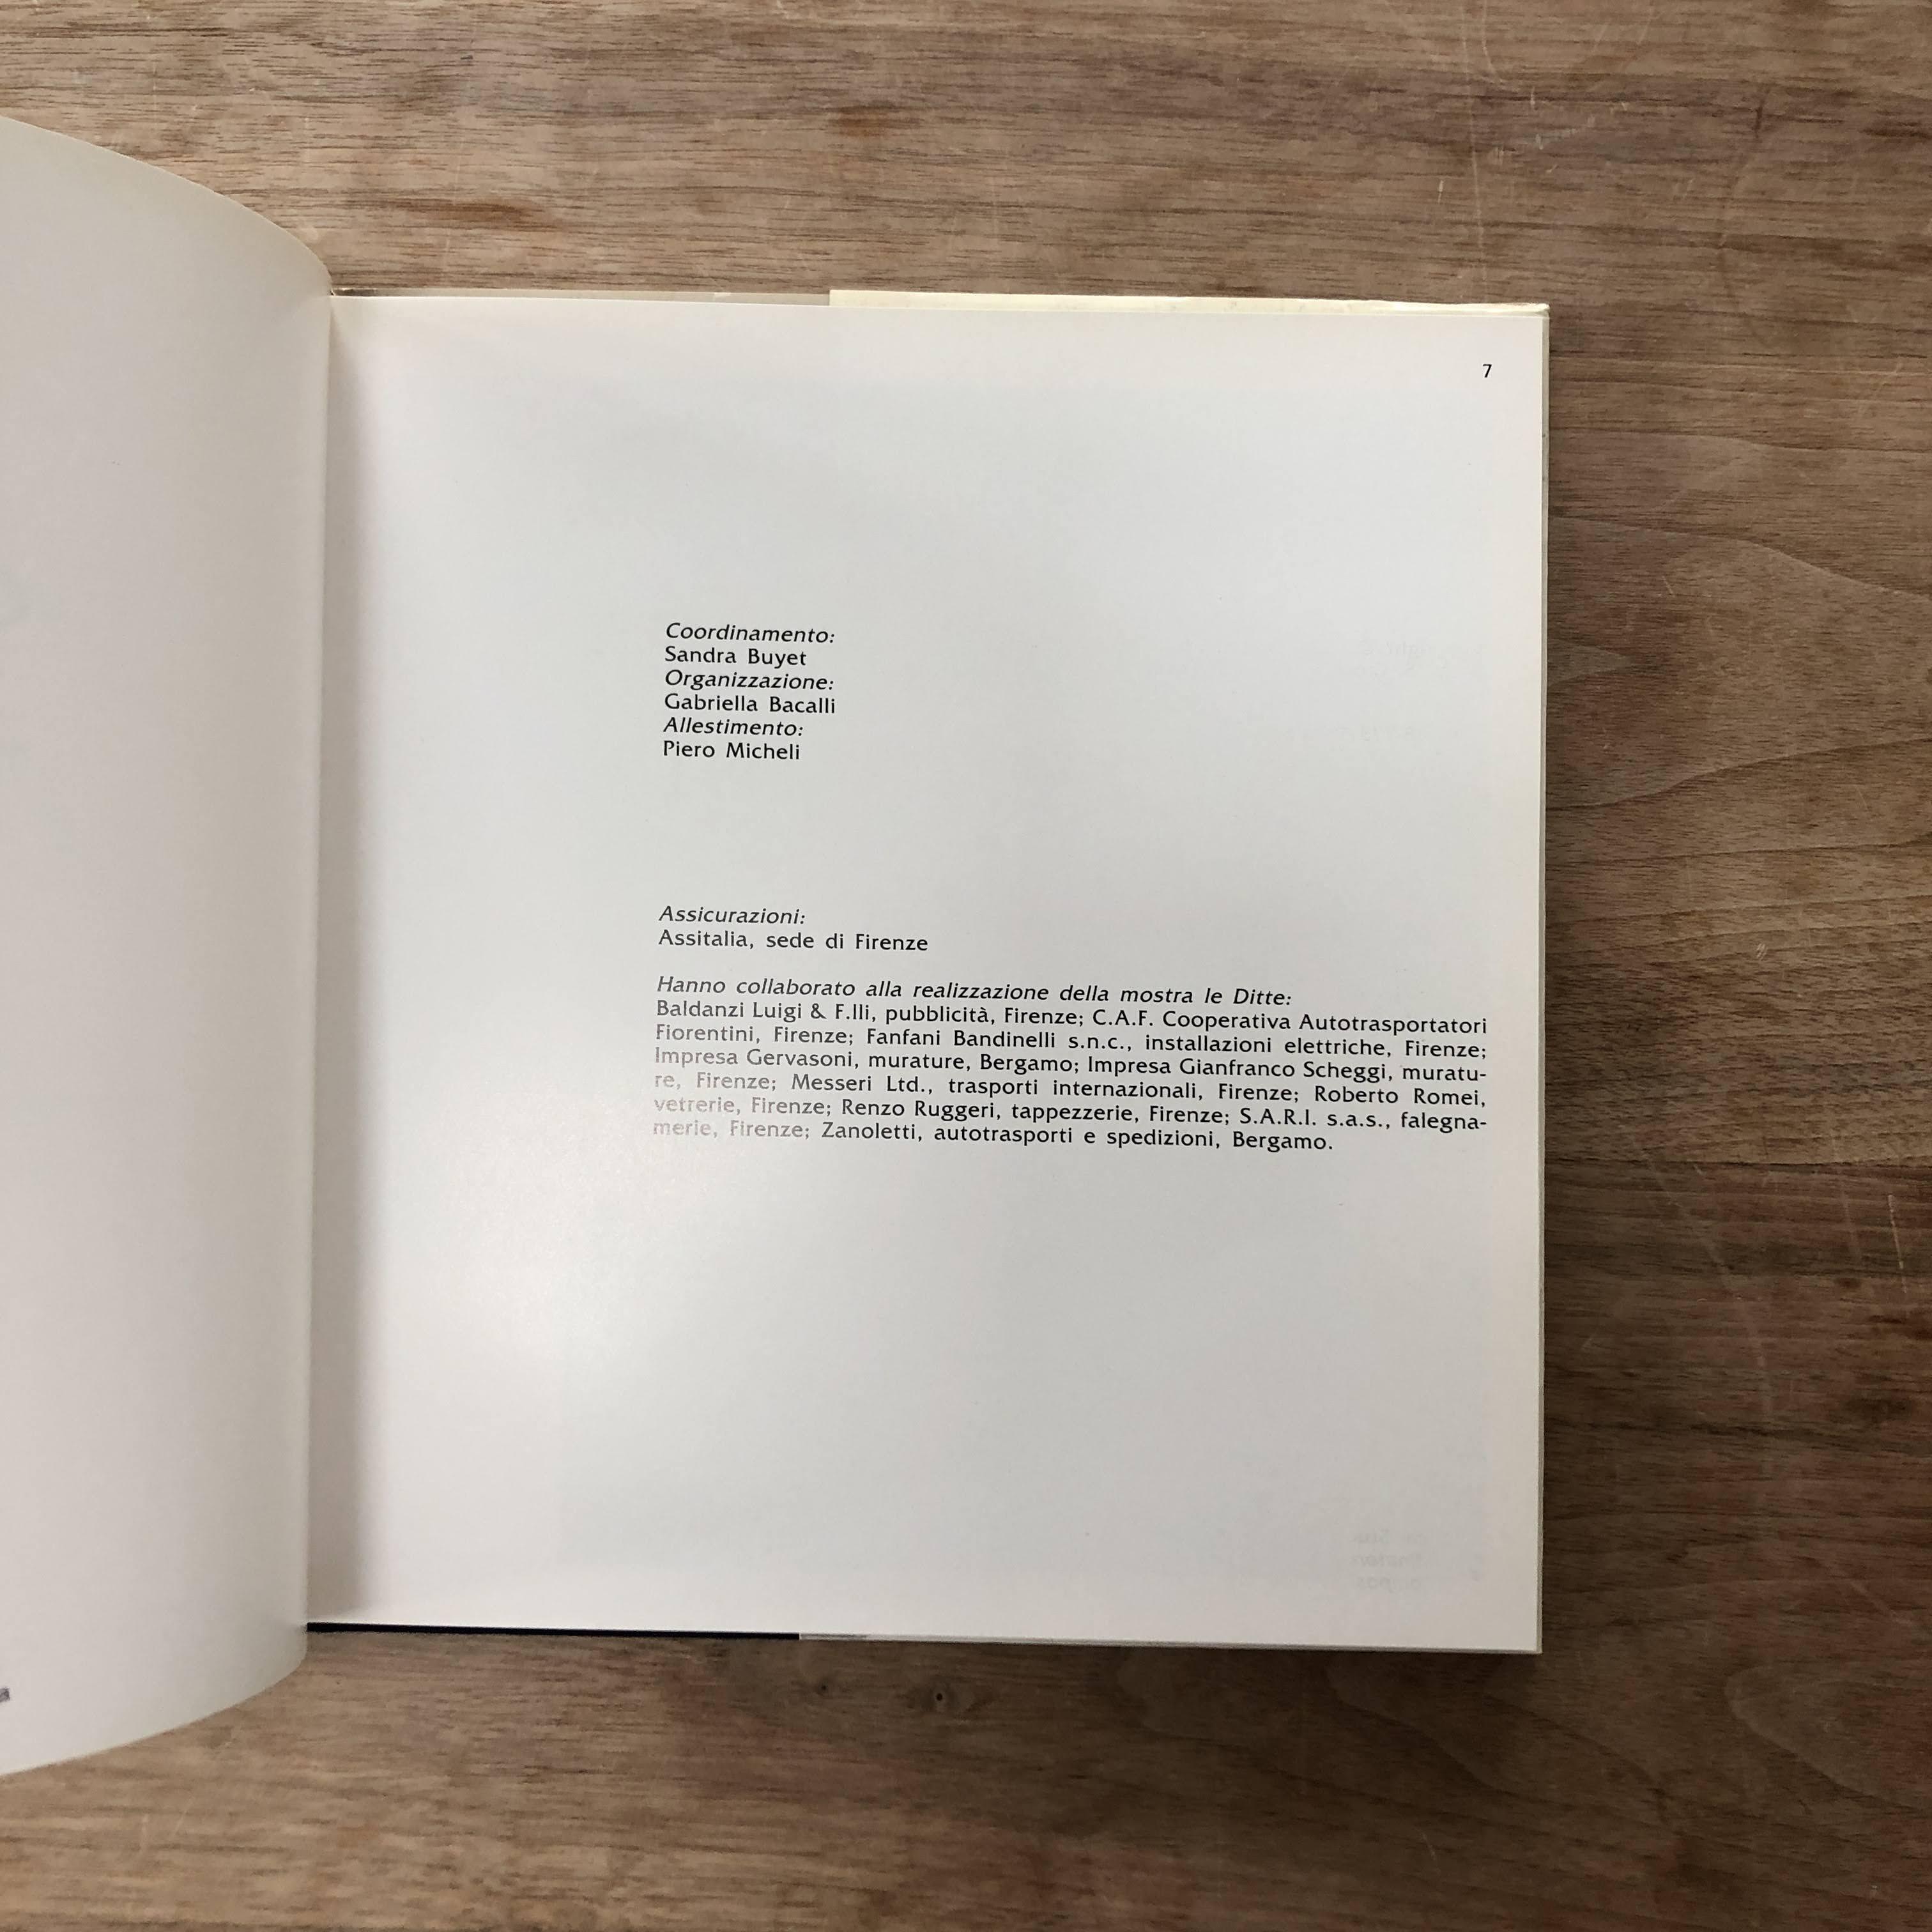 7
Coordinamento:
Sandra Buyet
Organizzazione:
Gabriella Bacalli
Allestimento:
Piero Micheli
Assicurazioni:
Assitalia, sede di Firenze
Hanno collaborato alla realizzazione della mostra le Ditte:
Baldanzi Luigi & F.lli, pubblicità, Firenze; C.A.F. Cooperativa Autotrasportatori
Fiorentini, Firenze; Fanfani Bandinelli s.n.c., installazioni elettriche, Firenze;
Impresa Gervasoni, murature, Bergamo; Impresa Gianfranco Scheggi, muratu-
re, Firenze; Messeri Ltd., trasporti internazionali, Firenze; Roberto Romei,
vetrerie, Firenze; Renzo Ruggeri, tappezzerie, Firenze; S.A.R.I. s.a.s., falegna-
merie, Firenze; Zanoletti, autotrasporti e spedizioni, Bergamo.